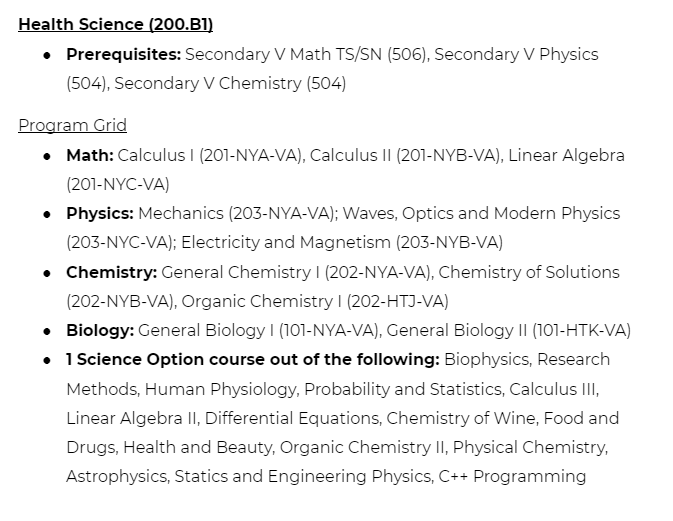 Health Science (200.B1)
● Prerequisites: Secondary V Math TS/SN (506), Secondary V Physics
(504), Secondary V Chemistry (504)
Program Grid
● Math: Calculus I (201-NYA-VA), Calculus II (201-NYB-VA), Linear Algebra
(201-NYC-VA)
● Physics: Mechanics (203-NYA-VA); Waves, Optics and Modern Physics
(203-NYC-VA); Electricity and Magnetism (203-NYB-VA)
● Chemistry: General Chemistry I (202-NYA-VA), Chemistry of Solutions
(202-NYB-VA), Organic Chemistry I (202-HTJ-VA)
● Biology: General Biology I (101-NYA-VA), General Biology II (101-HTK-VA)
● 1 Science Option course out of the following: Biophysics, Research
Methods, Human Physiology, Probability and Statistics, Calculus III,
Linear Algebra II, Differential Equations, Chemistry of Wine, Food and
Drugs, Health and Beauty, Organic Chemistry II, Physical Chemistry,
Astrophysics, Statics and Engineering Physics, C++ Programming